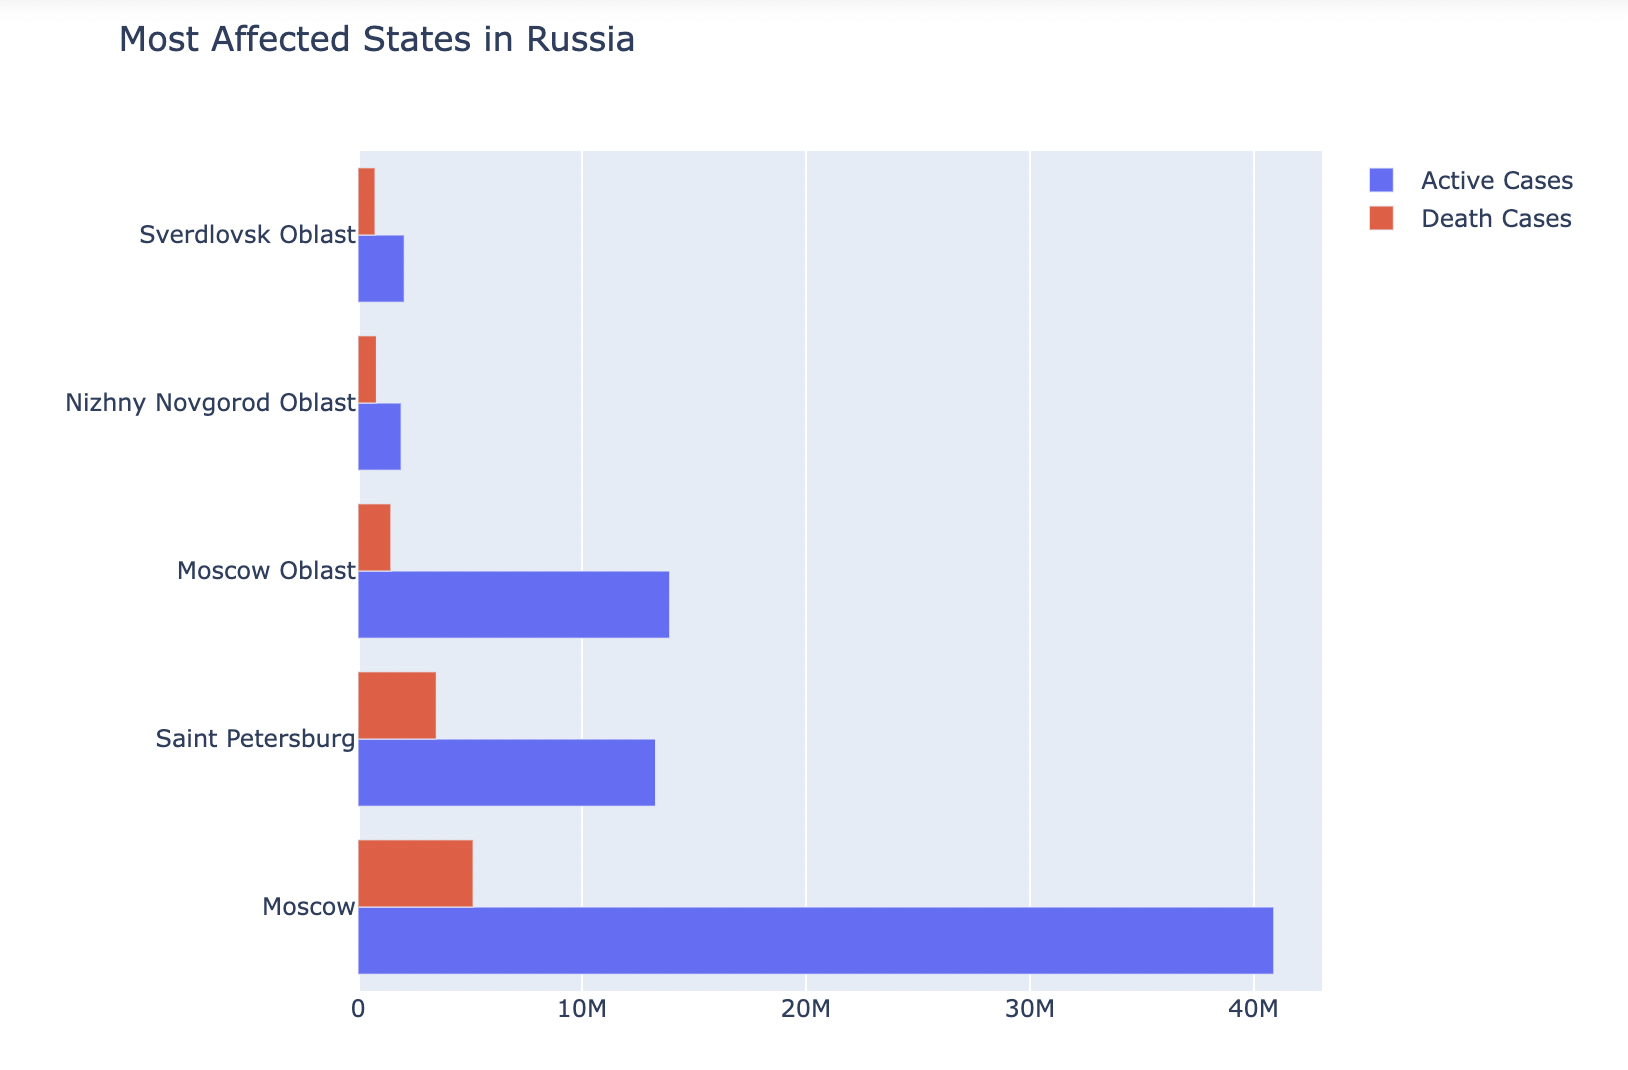 Most Affected States in Russia
Active Cases
Death Cases
Sverdlovsk Oblast
Nizhny Novgorod Oblast
Moscow Oblast
Saint Petersburg
Moscow
0 10M 20M 30M 40M